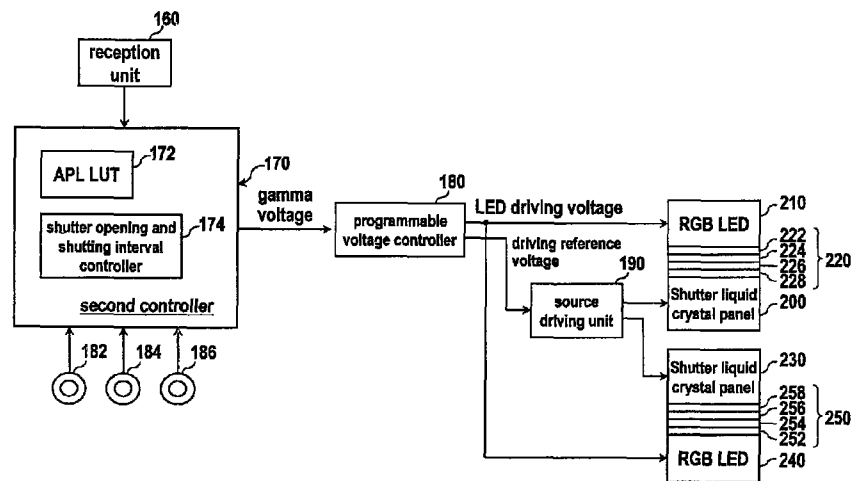 160
reception
unit
172
APL LUT
170
174
shutter opening and
shutting interval
controller
second controller
182
184
186
gamma
voltage
180
programmable
voltage controller
LED driving voltage
driving reference
voltage
190
source
driving unit
210
RGB LED
222
224
226
228
220
Shutter liquid
crystal panel
200
230
Shutter liquid
crystal panel
258
256
254
252
250
RGB LED
240